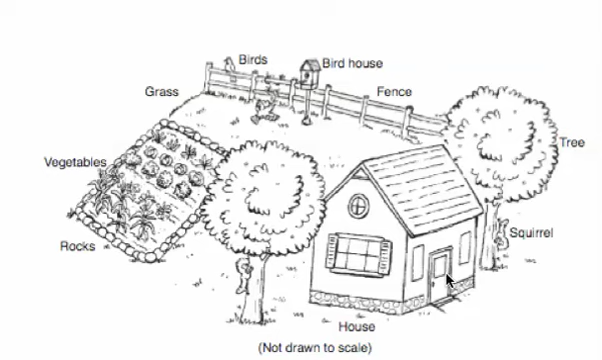 Birds
Bird house
Grass
Fence
Tree
Vegetables
Squirrel
Rocks
House
(Not drawn to scale)